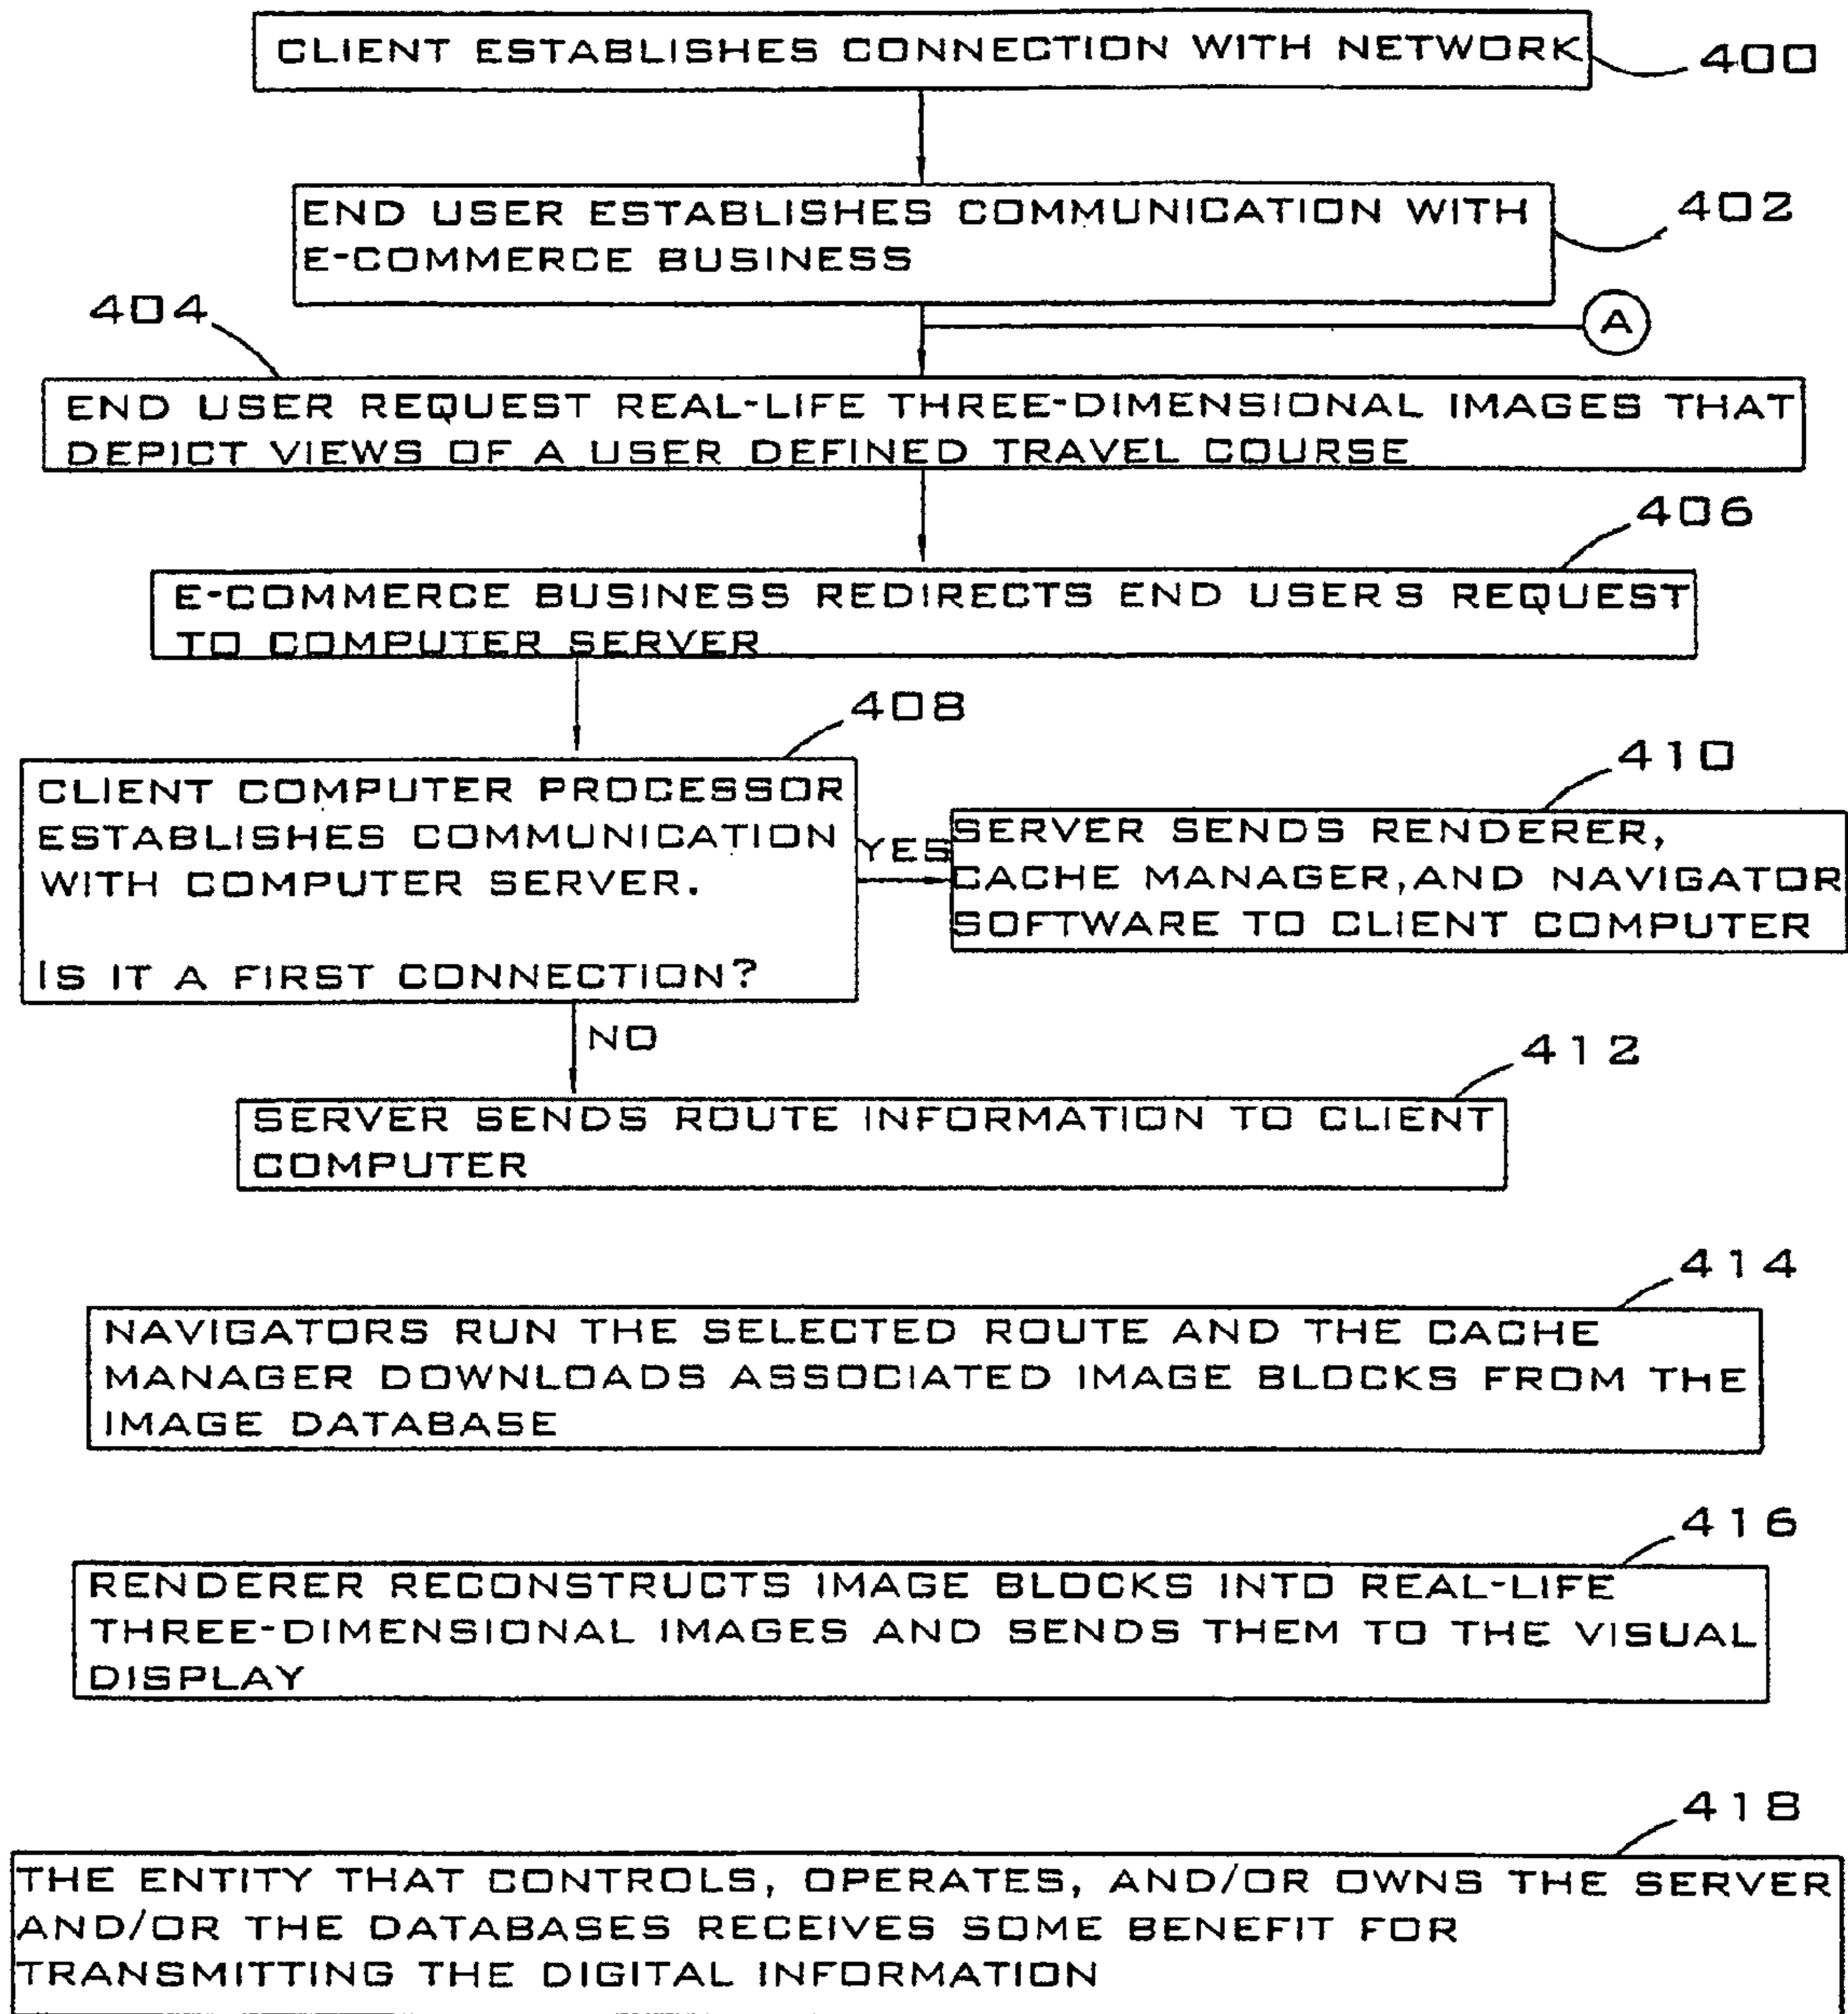 CLIENT ESTABLISHES CONNECTION WITH NETWORK
400
END USER ESTABLISHES COMMUNICATION WITH
E-COMMERCE BUSINESS
402
A
404
END USER REQUEST REAL-LIFE THREE-DIMENSIONAL IMAGES THAT
DEPICT VIEWS OF A USER DEFINED TRAVEL COURSE
406
E-COMMERCE BUSINESS REDIRECTS END USERS REQUEST
TO COMPUTER SERVER
408
CLIENT COMPUTER PROCESSOR
ESTABLISHES COMMUNICATION
WITH COMPUTER SERVER.
IS IT A FIRST CONNECTION?
YES
410
SERVER SENDS RENDERER,
CACHE MANAGER,AND NAVIGATOR
SOFTWARE TO CLIENT COMPUTER
NO
412
SERVER SENDS ROUTE INFORMATION TO CLIENT
COMPUTER
414
NAVIGATORS RUN THE SELECTED ROUTE AND THE CACHE
MANAGER DOWNLOADS ASSOCIATED IMAGE BLOCKS FROM THE
IMAGE DATABASE
416
RENDERER RECONSTRUCTS IMAGE BLOCKS INTO REAL-LIFE
THREE-DIMENSIONAL IMAGES AND SENDS THEM TO THE VISUAL
DISPLAY
418
THE ENTITY THAT CONTROLS, OPERATES, AND/OR OWNS THE SERVER
AND/OR THE DATABASES RECEIVES SOME BENEFIT FOR
TRANSMITTING THE DIGITAL INFORMATION